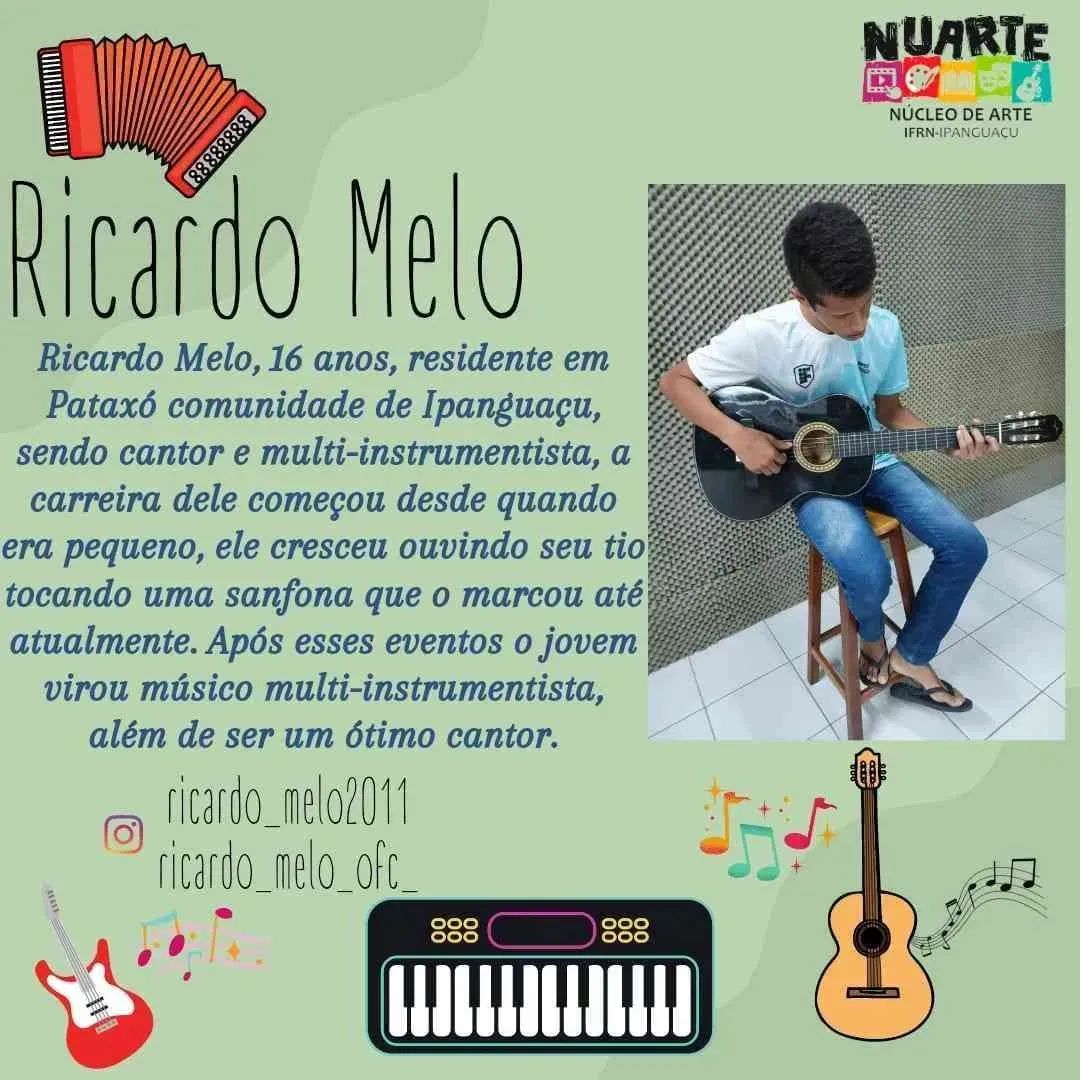 NUARTE
NÚCLEO DE ARTE
IFRN-IPANGUAÇU
Ricardo Melo
Ricardo Melo, 16 anos, residente em
Pataxó comunidade de Ipanguaçu,
sendo cantor e multi-instrumentista, a
carreira dele começou desde quando
era pequeno, ele cresceu ouvindo seu tio
tocando uma sanfona que o marcou até
atualmente. Após esses eventos o jovem
virou músico multi-instrumentista,
além de ser um ótimo cantor.
ricardo_melo2011
ricardo_melo_ofc_